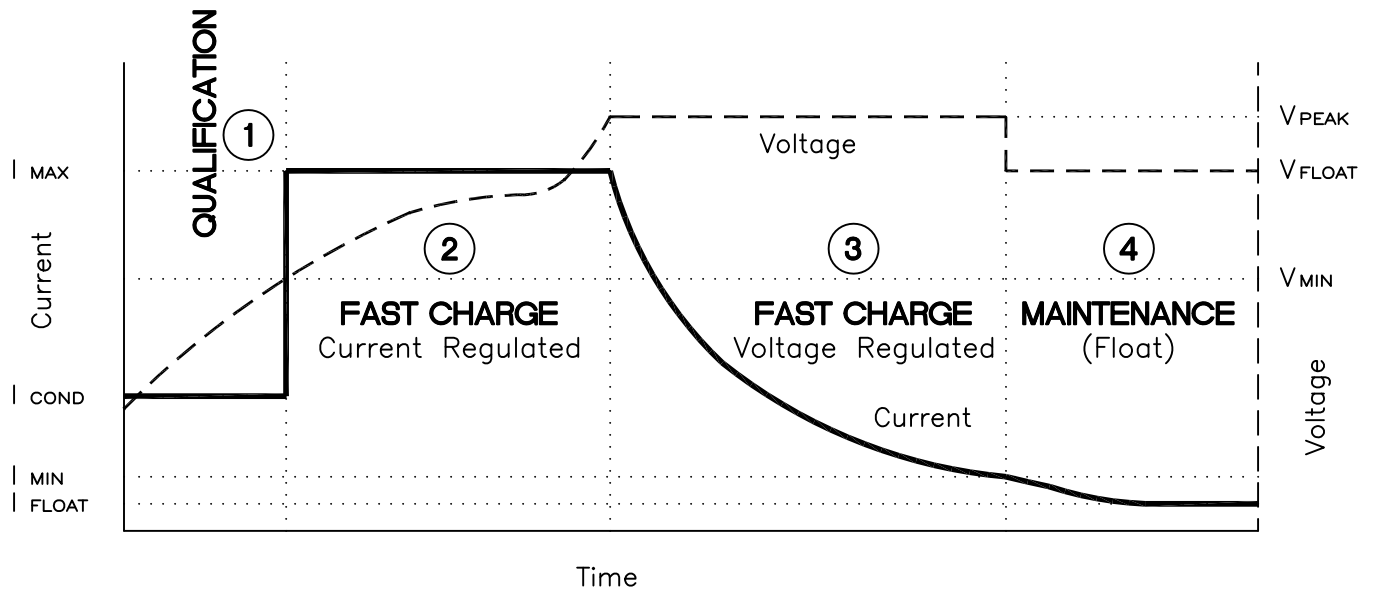 QUALIFICATION
1
V PEAK
Voltage
I MAX
V FLOAT
2
3
4
Current
V MIN
FAST CHARGE
Current Regulated
FAST CHARGE
Voltage Regulated
MAINTENANCE
(Float)
I COND
Current
Voltage
I MIN
I FLOAT
Time